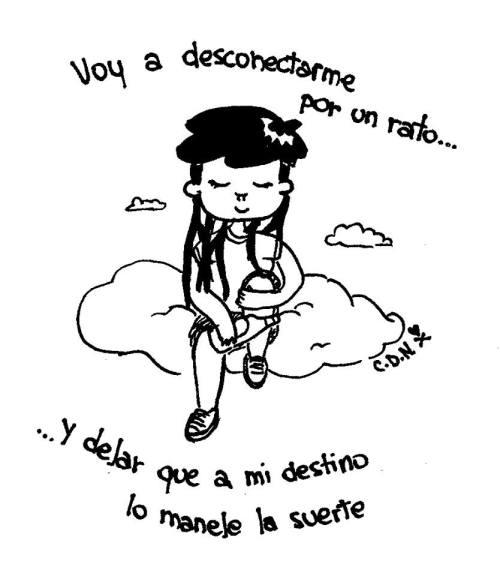 Voy a desconectarme
por un rato...
C.D.N.
...y dejar que a mi destino
lo maneje la suerte